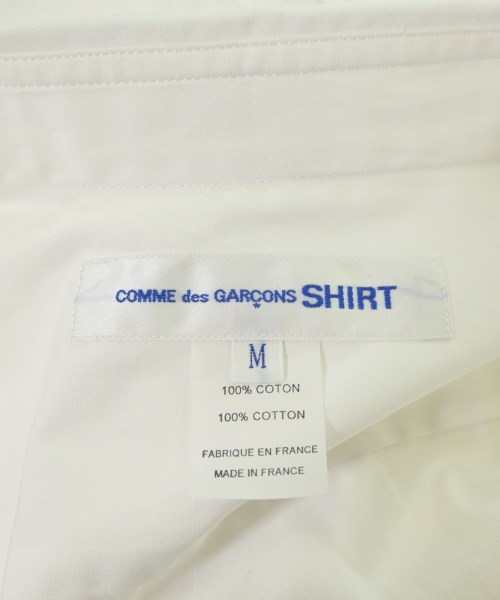 COMME des GARÇONS SHIRT
M
100% COTON
100% COTTON
FABRIQUE EN FRANCE
MADE IN FRANCE